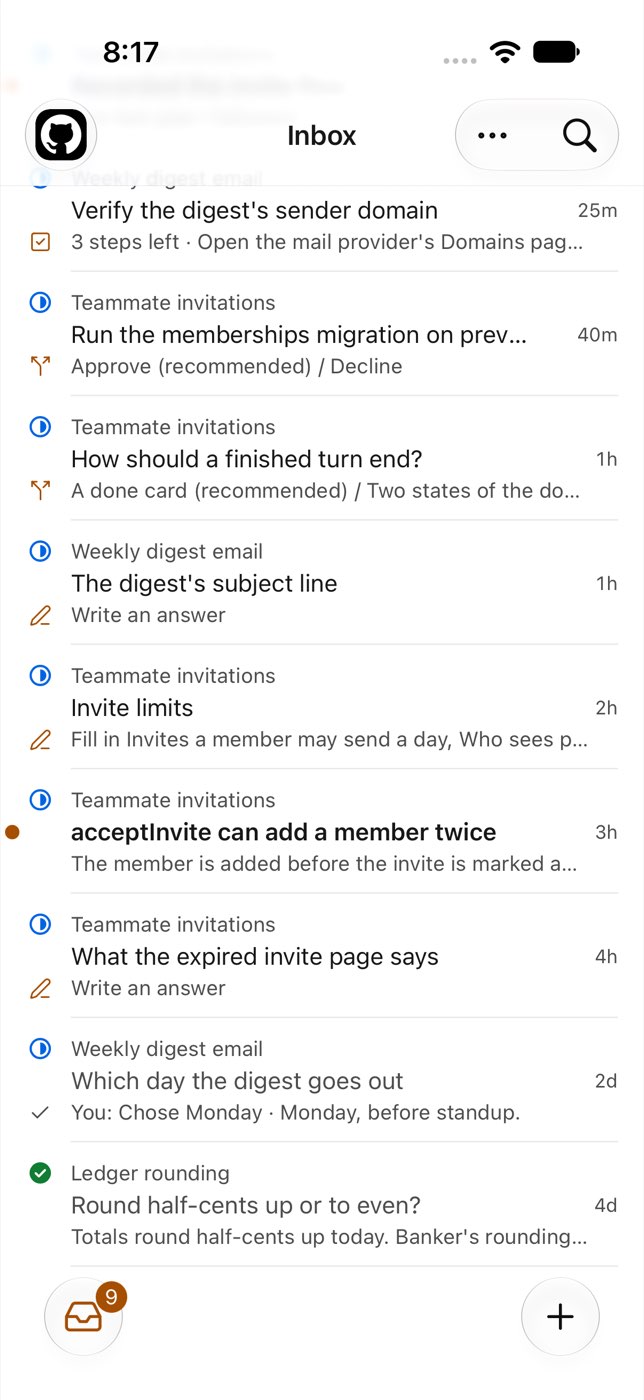 8:17
Inbox
Weekly digest email
Verify the digest's sender domain
25m
3 steps left · Open the mail provider's Domains pag...
Teammate invitations
Run the memberships migration on prev...
40m
Approve (recommended) / Decline
Teammate invitations
How should a finished turn end?
1h
A done card (recommended) / Two states of the do...
Weekly digest email
The digest's subject line
1h
Write an answer
Teammate invitations
Invite limits
2h
Fill in Invites a member may send a day, Who sees p...
Teammate invitations
acceptInvite can add a member twice
3h
The member is added before the invite is marked a...
Teammate invitations
What the expired invite page says
4h
Write an answer
Weekly digest email
Which day the digest goes out
2d
You: Chose Monday · Monday, before standup.
Ledger rounding
Round half-cents up or to even?
4d
Totals round half-cents up today. Banker's rounding...
9